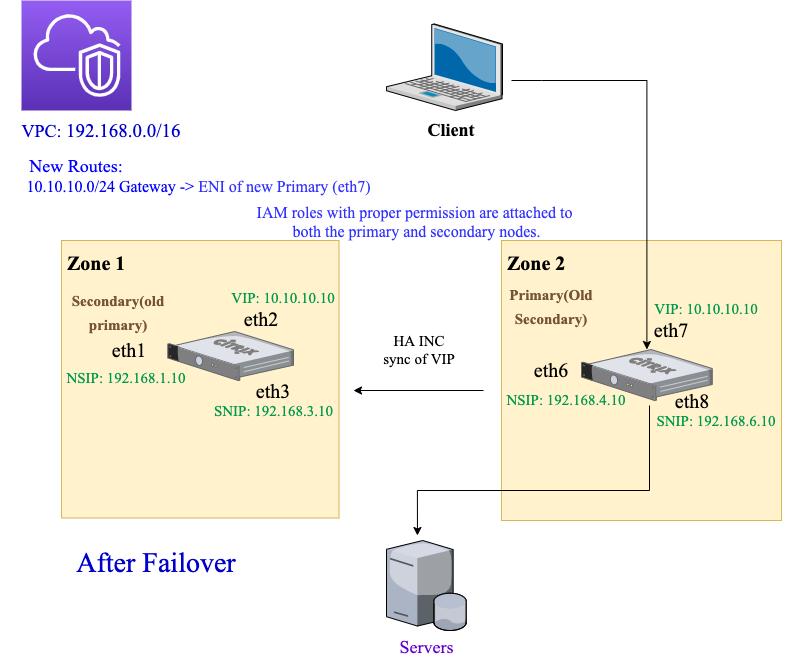 Client
VPC: 192.168.0.0/16
New Routes:
10.10.10.0/24 Gateway -> ENI of new Primary (eth7)
IAM roles with proper permission are attached to
both the primary and secondary nodes.
Zone 1
Secondary(old
primary)
VIP: 10.10.10.10
eth2
eth1
CITRIX
NSIP: 192.168.1.10
eth3
SNIP: 192.168.3.10
HA INC
sync of VIP
Zone 2
Primary(Old
Secondary)
VIP: 10.10.10.10
eth7
eth6
CITRIX
NSIP: 192.168.4.10
eth8
SNIP: 192.168.6.10
After Failover
Servers